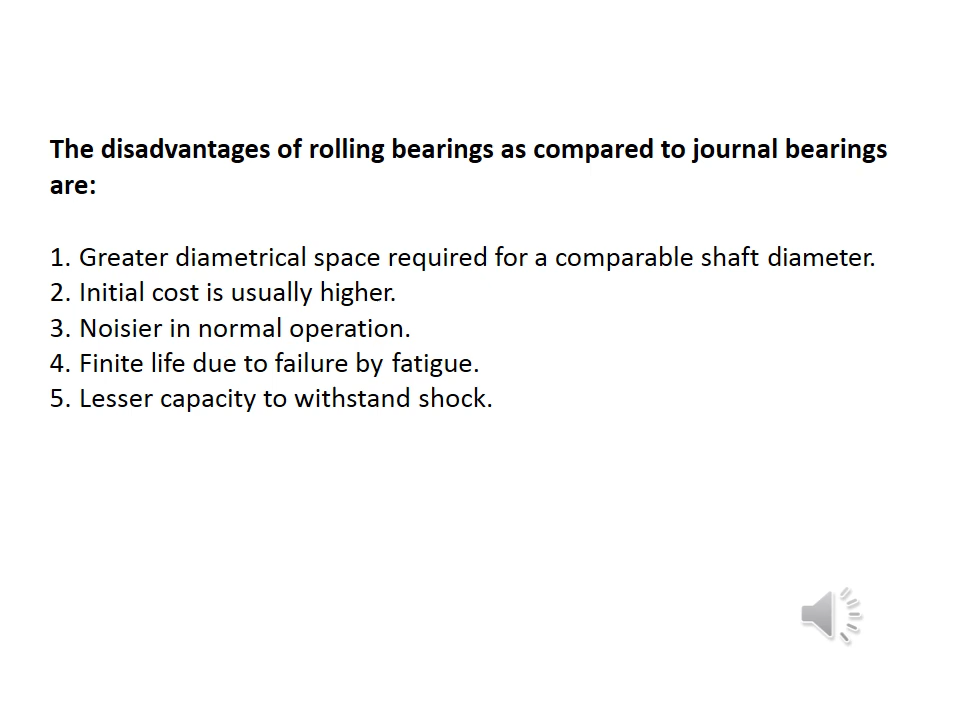 The disadvantages of rolling bearings as compared to journal bearings
are:
1. Greater diametrical space required for a comparable shaft diameter.
2. Initial cost is usually higher.
3. Noisier in normal operation.
4. Finite life due to failure by fatigue.
5. Lesser capacity to withstand shock.